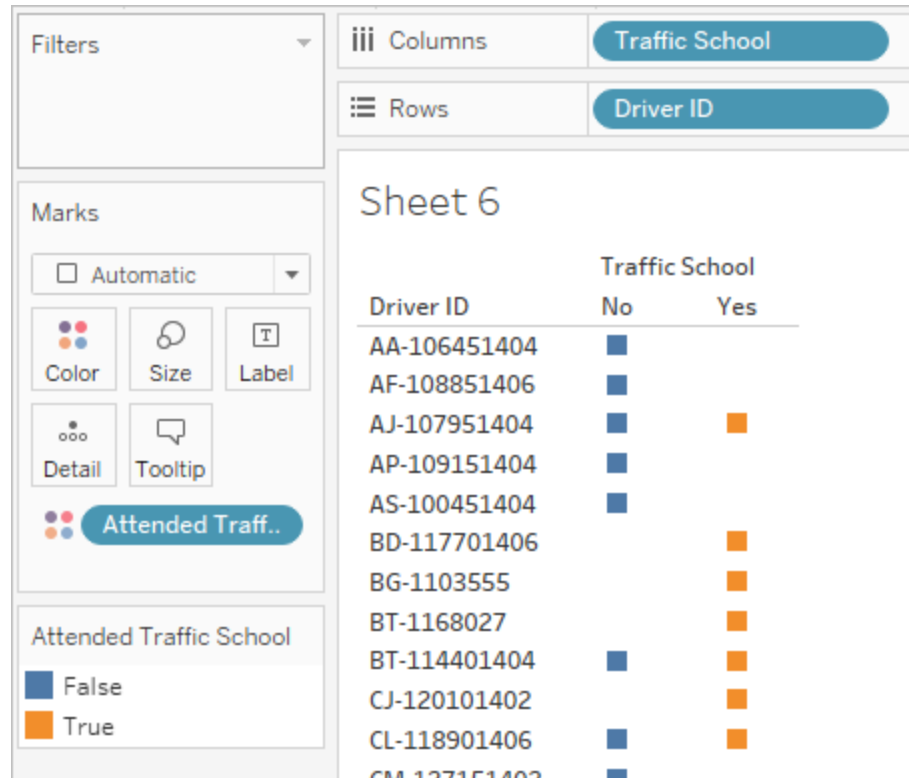 Filters
Columns
Traffic School
Rows
Driver ID
Marks
Automatic
Color
Size
Label
Detail
Tooltip
Attended Traff..
Attended Traffic School
False
True
Sheet 6
Traffic School
Driver ID No Yes
AA-106451404
AF-108851406
AJ-107951404
AP-109151404
AS-100451404
BD-117701406
BG-1103555
BT-1168027
BT-114401404
CJ-120101402
CL-118901406